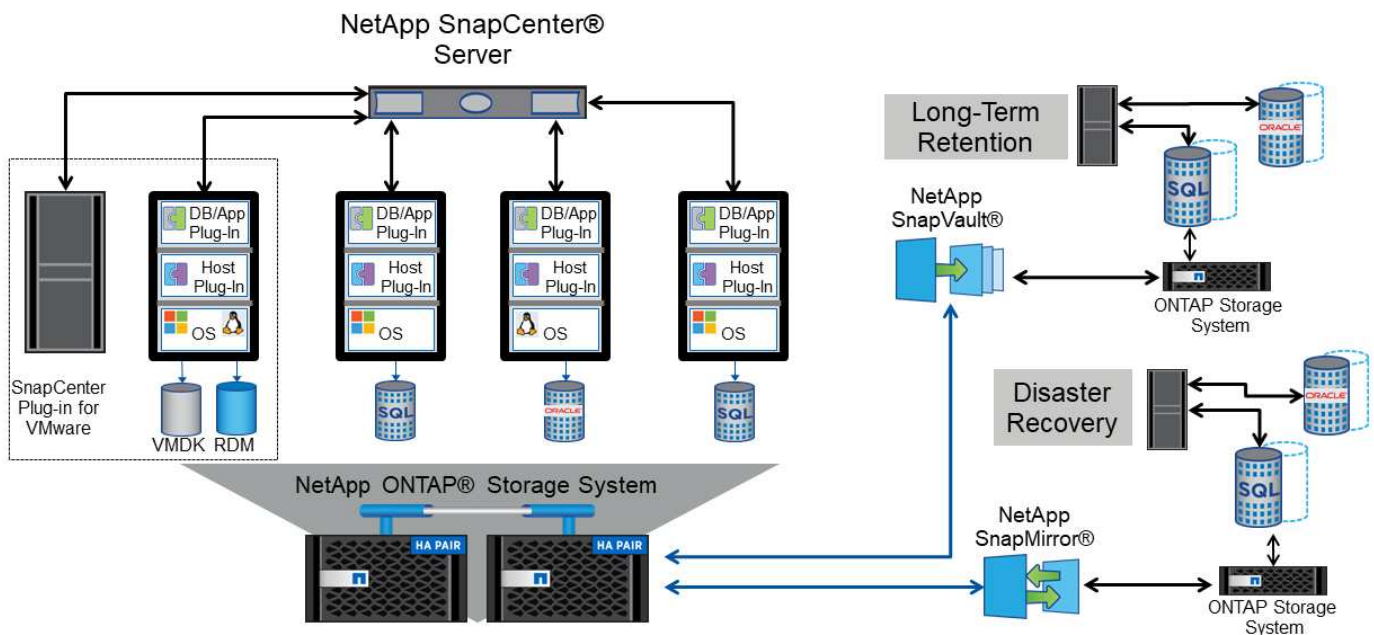 NetApp SnapCenter®
Server
DB/App
Plug-In
Host
Plug-In
OS
DB/App
Plug-In
Host
Plug-In
OS
DB/App
Plug-In
Host
Plug-In
OS
DB/App
Plug-In
Host
Plug-In
OS
SnapCenter
Plug-in for
VMware
VMDK
RDM
SQL
ORACLE
SQL
NetApp ONTAP® Storage System
HA PAIR
HA PAIR
Long-Term
Retention
ORACLE
SQL
NetApp
SnapVault®
ONTAP Storage
System
Disaster
Recovery
ORACLE
SQL
NetApp
SnapMirror®
ONTAP Storage
System